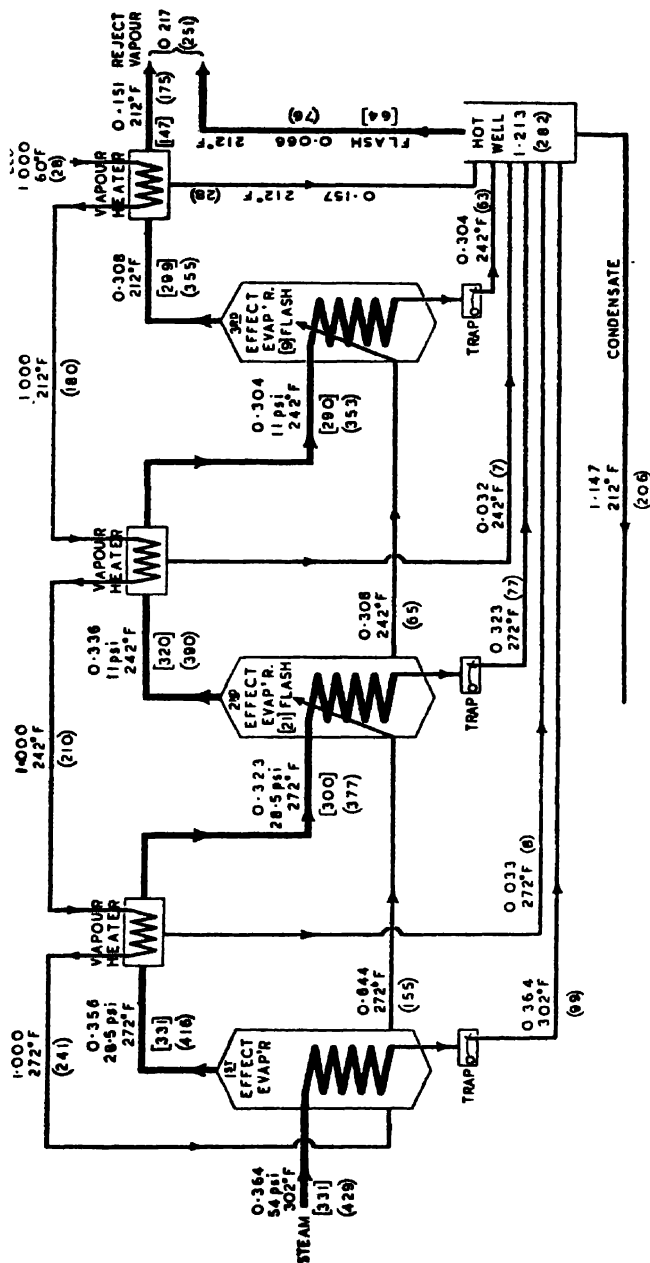 STEAM
0.364
54 psi
302°F
[331]
(429)
1ST
EFFECT
EVAP'R
1.000
272°F
(241)
0.356
28.5 psi
272°F
[331]
(416)
VAPOUR
HEATER
0.644
272°F
(155)
TRAP
0.364
302°F
(99)
0.033
272°F (8)
0.323
28.5 psi
272°F
[300]
(377)
2ND
EFFECT
EVAP'R.
[21] FLASH
1.000
242°F
(210)
0.336
11 psi
242°F
[320]
(390)
VAPOUR
HEATER
0.308
242°F
(65)
TRAP
0.323
272°F (77)
0.032
242°F (7)
0.304
11 psi
242°F
[290]
(353)
3RD
EFFECT
EVAP'R.
[9] FLASH
1.000
212°F
(180)
0.308
212°F
[299]
(355)
VAPOUR
HEATER
1.000
60°F
(28)
TRAP
0.304
242°F (63)
0.157
212°F
(28)
0.151
212°F
[147] (175)
REJECT
VAPOUR
0.217
(251)
FLASH 0.066 212°F
(76) [64]
HOT
WELL
1.213
(282)
CONDENSATE
1.147
212°F
(206)